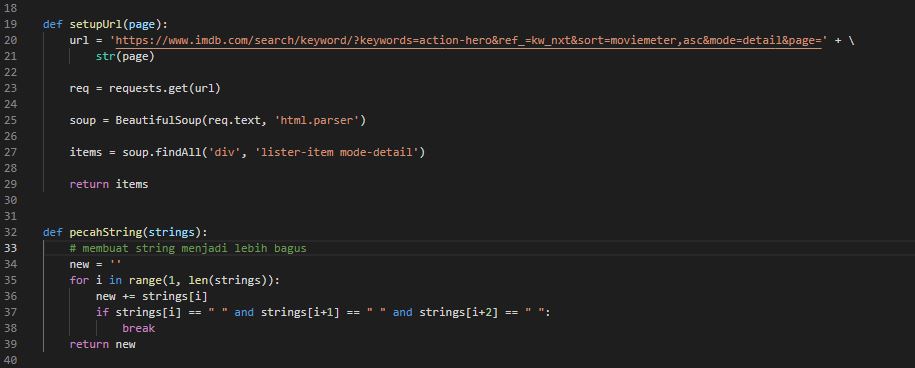 18
19 def setupUrl(page):
20     url = 'https://www.imdb.com/search/keyword/?keywords=action-hero&ref_=kw_nxt&sort=moviemeter,asc&mode=detail&page=' + \
21         str(page)
22
23     req = requests.get(url)
24
25     soup = BeautifulSoup(req.text, 'html.parser')
26
27     items = soup.findAll('div', 'lister-item mode-detail')
28
29     return items
30
31
32 def pecahString(strings):
33     # membuat string menjadi lebih bagus
34     new = ''
35     for i in range(1, len(strings)):
36         new += strings[i]
37         if strings[i] == " " and strings[i+1] == " " and strings[i+2] == " ":
38             break
39     return new
40